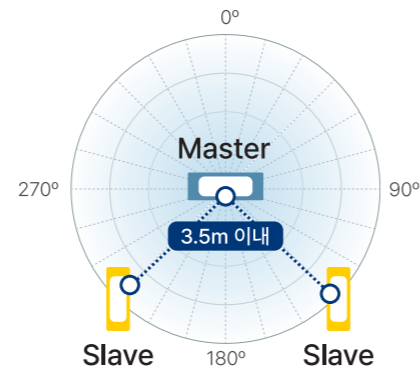 0º
Master
270º
90º
3.5m 이내
Slave
180º
Slave